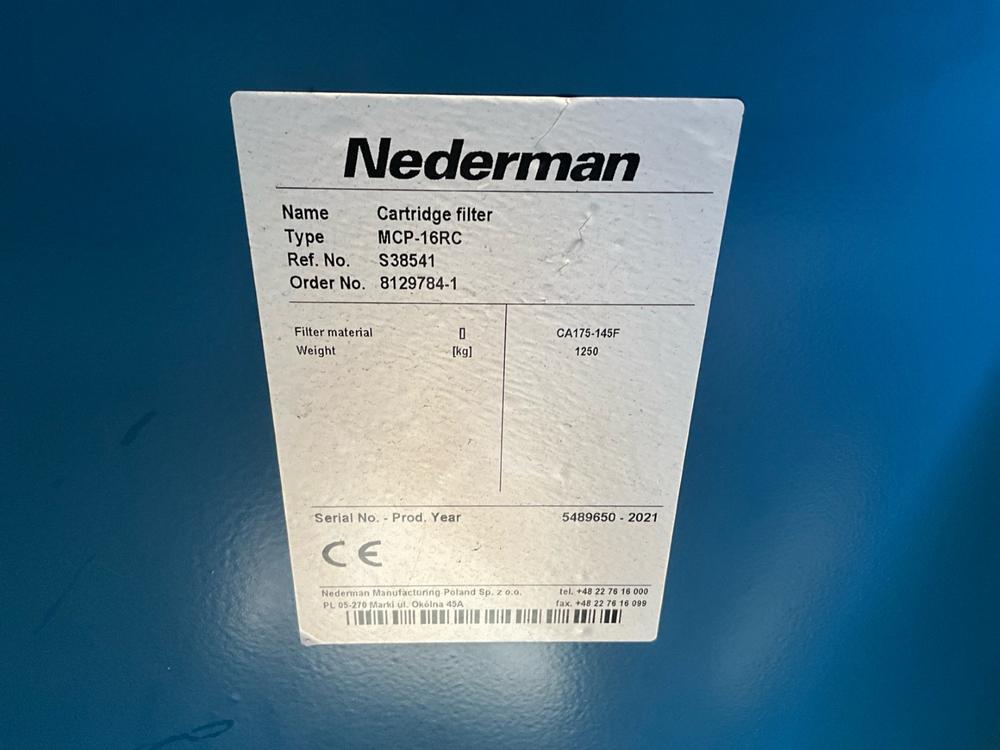 Nederman
Name Cartridge filter
Type MCP-16RC
Ref. No. S38541
Order No. 8129784-1
Filter material [] CA175-145F
Weight [kg] 1250
Serial No. - Prod. Year 5489650 - 2021
CE
Nederman Manufacturing Poland Sp. z o.o. tel. +48 22 76 16 000
PL 05-270 Marki ul. Okólna 45A fax. +48 22 76 16 099